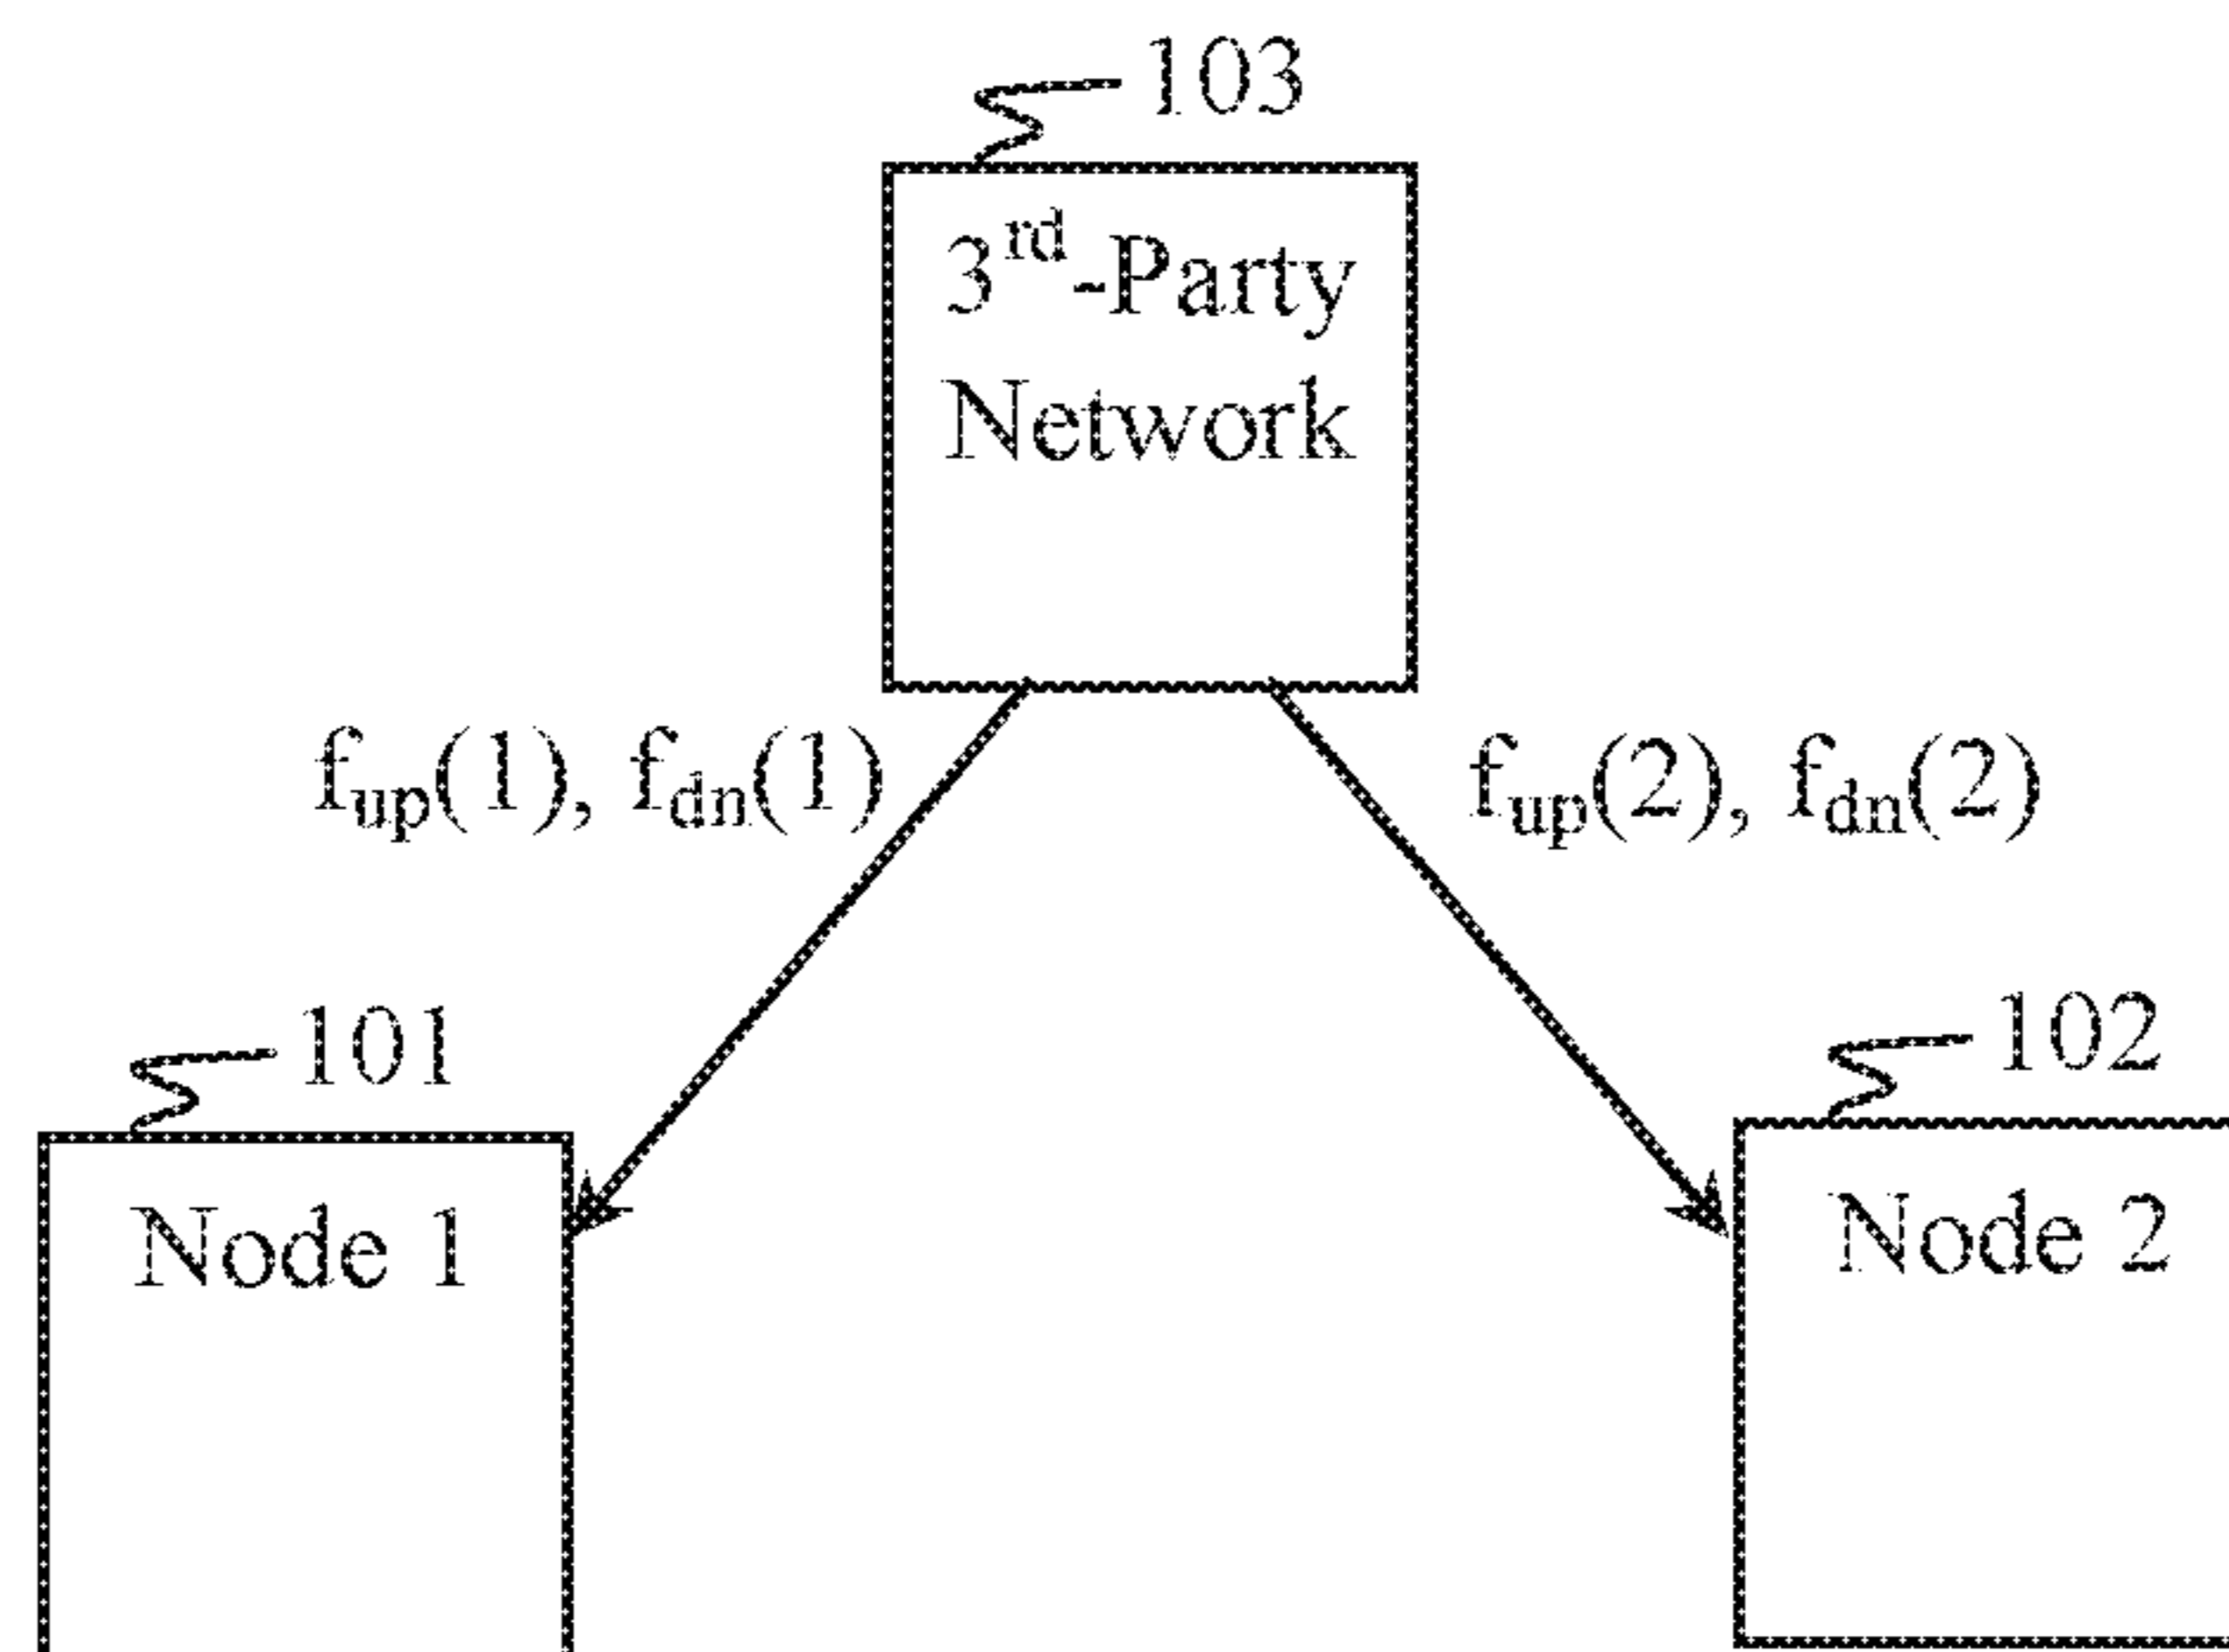 103
3rd-Party
Network
fup(1), fdn(1)
fup(2), fdn(2)
101
102
Node 1
Node 2